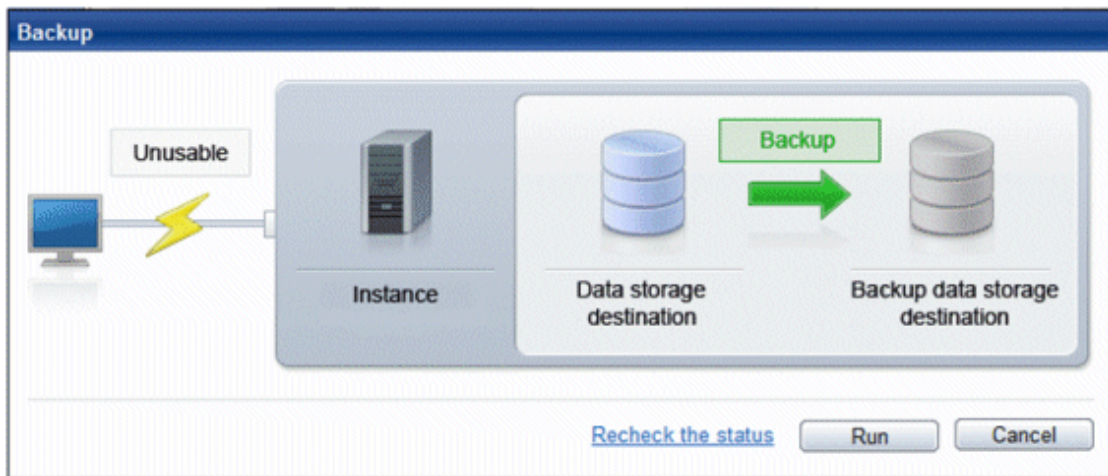 Backup
Unusable
Backup
Instance
Data storage
destination
Backup data storage
destination
Recheck the status
Run
Cancel